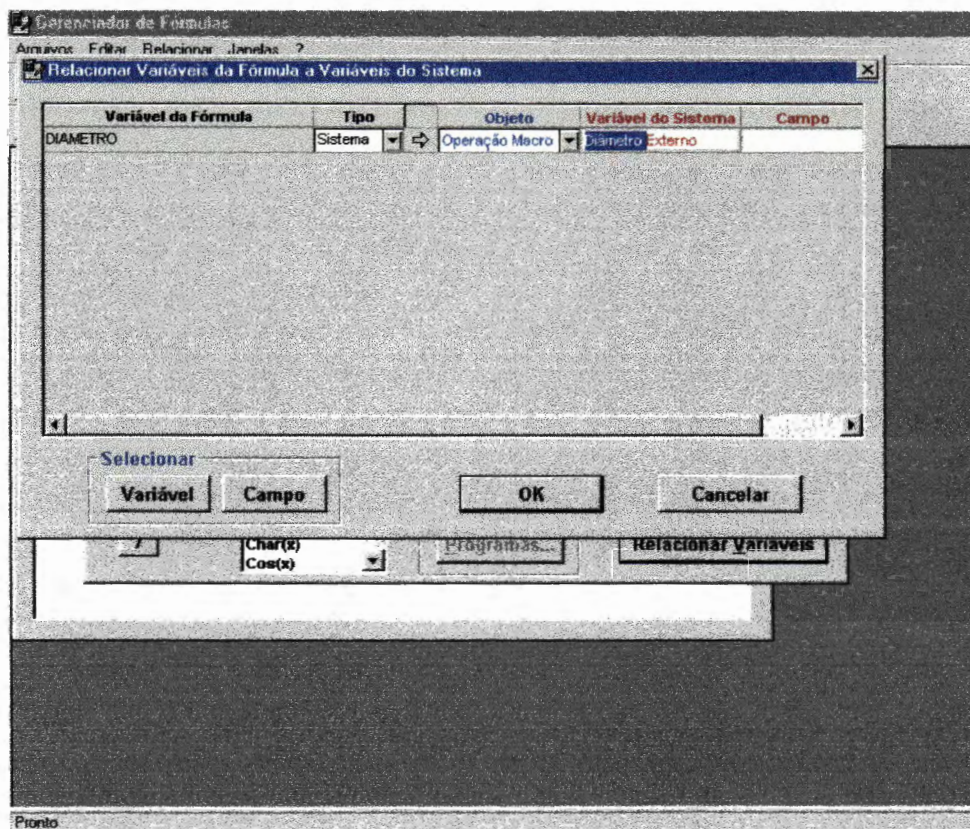 Gerenciador de Fórmulas
Arquivos Editar Relacionar Janelas ?
Relacionar Variáveis da Fórmula a Variáveis do Sistema
Variável da Fórmula Tipo Objeto Variável do Sistema Campo
DIAMETRO Sistema Operação Macro Diâmetro Externo
Selecionar
Variável Campo OK Cancelar
/ Char(x) Programas... Relacionar Variáveis
Cos(x)
Pronto